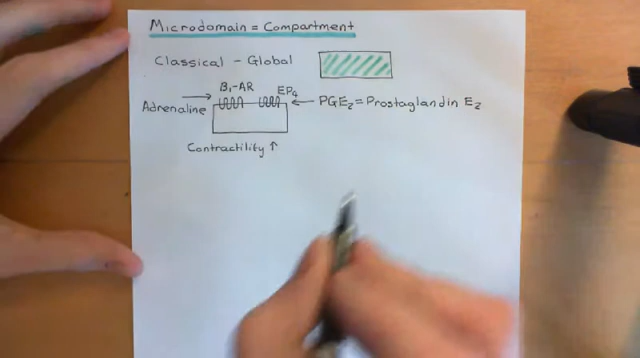 Microdomain = Compartment
Classical - Global
B₁-AR
EP₄
Adrenaline
PGE₂ = Prostaglandin E₂
Contractility ↑